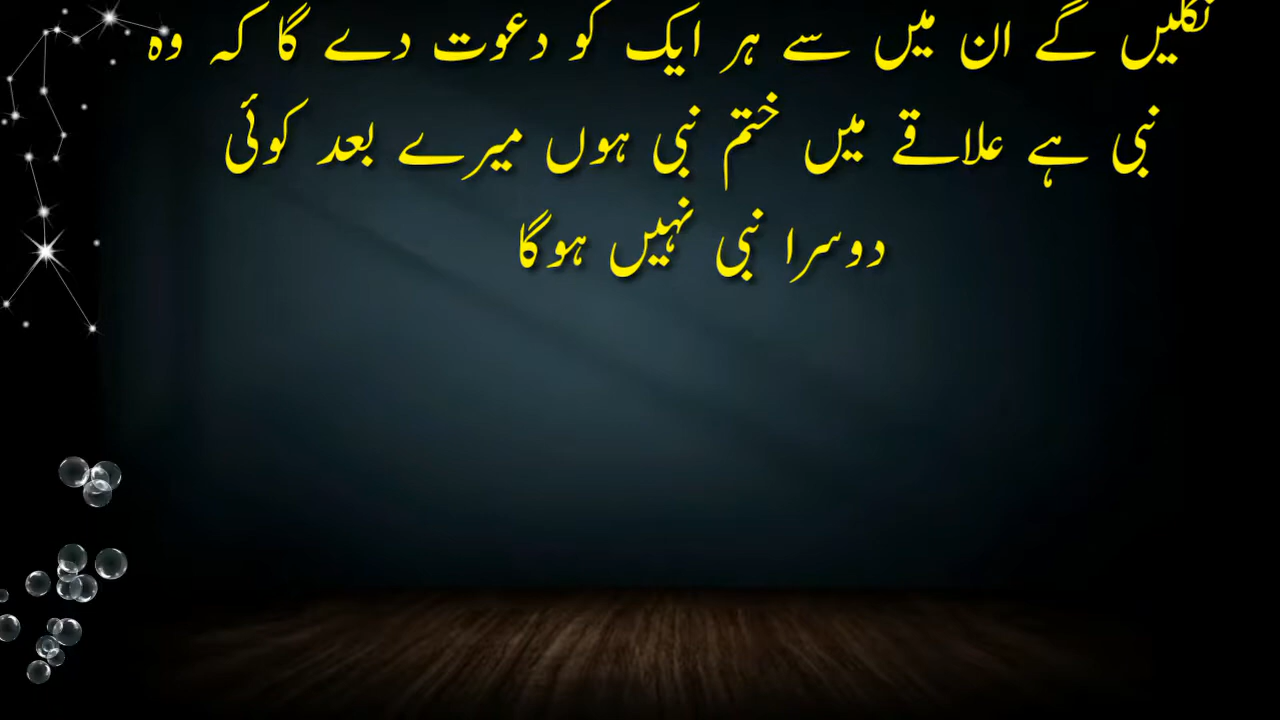 نکلیں گے ان میں سے ہر ایک کو دعوت دے گا کہ وہ
نبی ہے علاقے میں ختم نبی ہوں میرے بعد کوئی
دوسرا نبی نہیں ہوگا